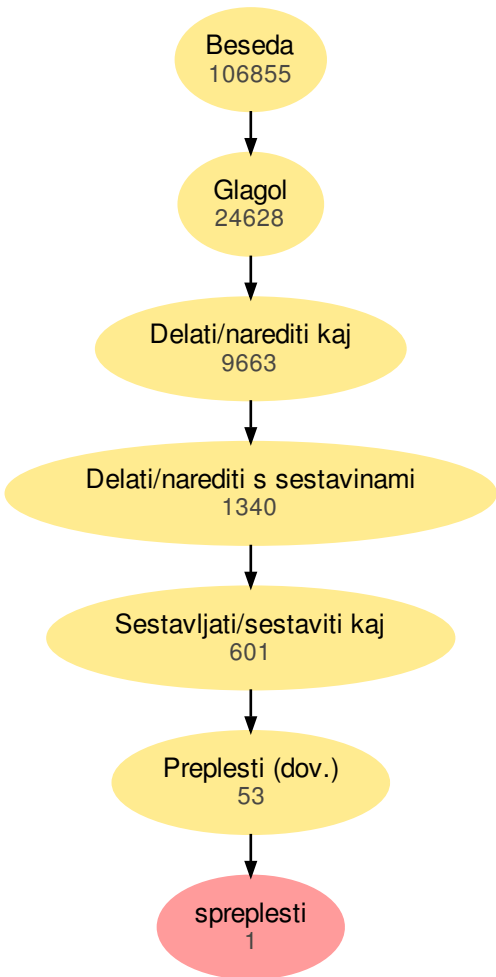 Beseda
106855
Glagol
24628
Delati/narediti kaj
9663
Delati/narediti s sestavinami
1340
Sestavljati/sestaviti kaj
601
Preplesti (dov.)
53
spreplesti
1